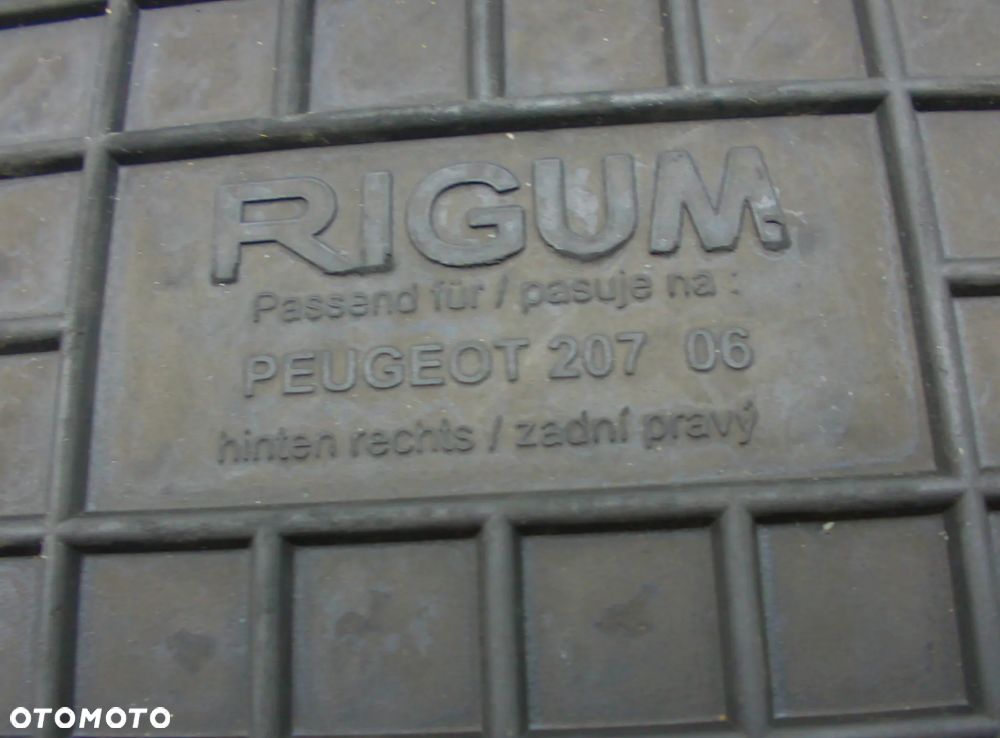 RIGUM
Passend für / pasuje na :
PEUGEOT 207 06
hinten rechts / zadní pravý
OTOMOTO